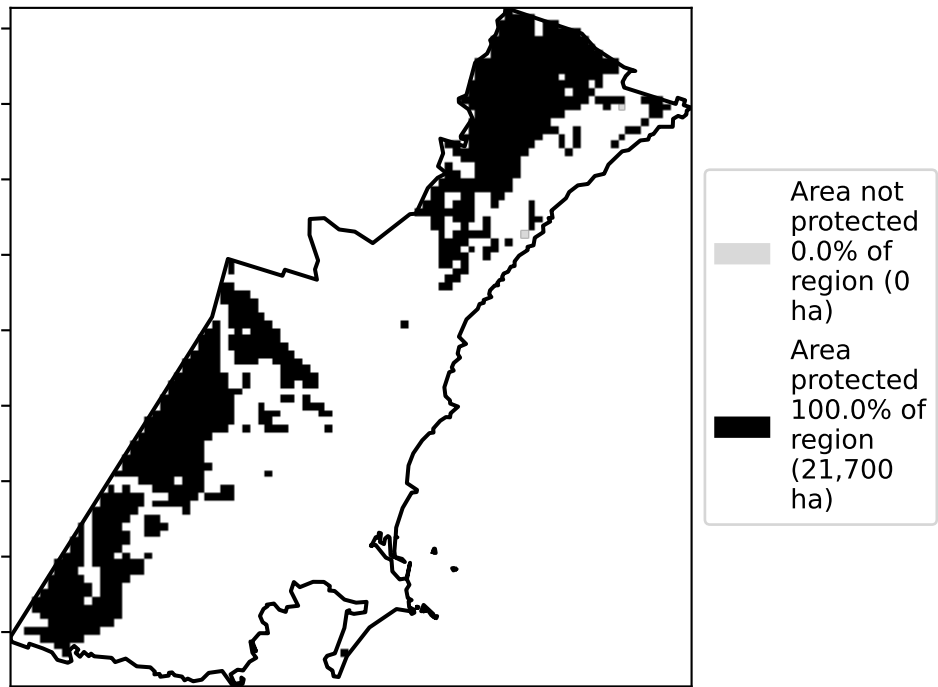 Area not
protected
0.0% of
region (0
ha)
Area
protected
100.0% of
region
(21,700
ha)